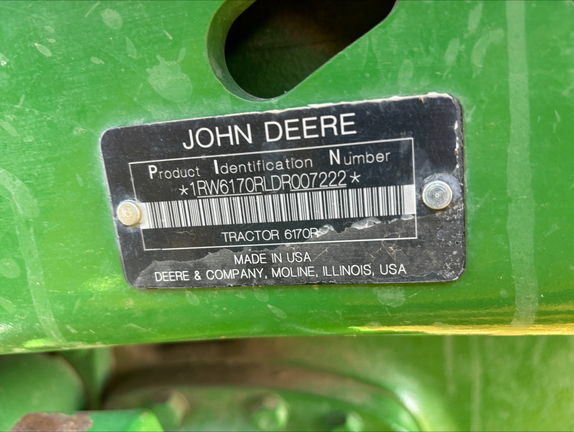 JOHN DEERE
Product Identification Number
*1RW6170RLDR007222*
TRACTOR 6170R
MADE IN USA
DEERE & COMPANY, MOLINE, ILLINOIS, USA